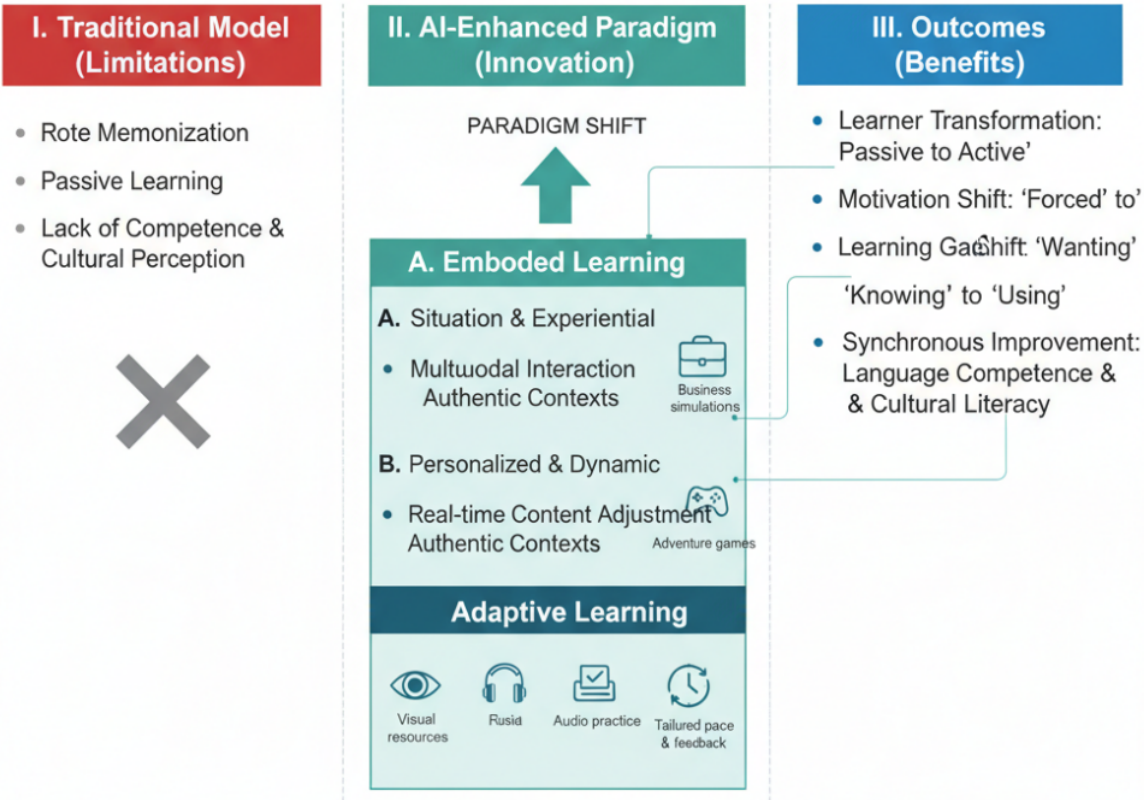 I. Traditional Model
(Limitations)
Rote Memonization
Passive Learning
Lack of Competence &
Cultural Perception
II. AI-Enhanced Paradigm
(Innovation)
PARADIGM SHIFT
A. Emboded Learning
A. Situation & Experiential
Multwodal Interaction
Authentic Contexts
Business
simulations
B. Personalized & Dynamic
Real-time Content Adjustment
Authentic Contexts
Adventure games
Adaptive Learning
Visual
resources
Rusid
Audio practice
Tailured pace
& feedback
III. Outcomes
(Benefits)
Learner Transformation:
Passive to Active’
Motivation Shift: ‘Forced’ to’
Learning ‘Wanting’
‘Knowing’ to ‘Using’
Synchronous Improvement:
Language Competence &
& Cultural Literacy